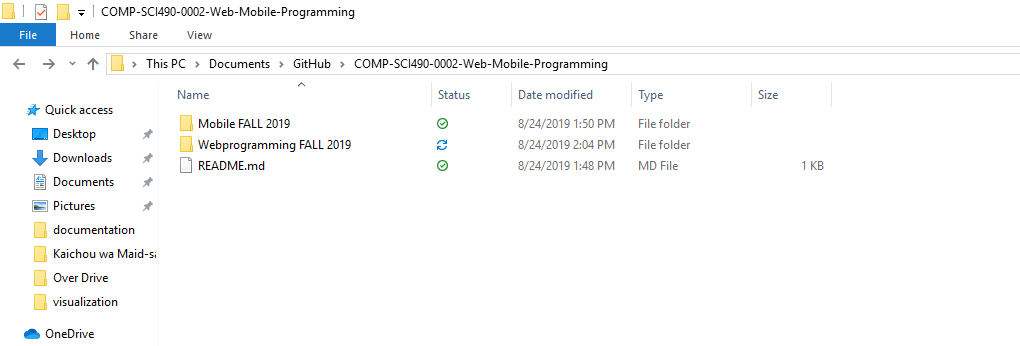 COMP-SCI490-0002-Web-Mobile-Programming
File Home Share View
This PC Documents GitHub COMP-SCI490-0002-Web-Mobile-Programming
Name Status Date modified Type Size
Quick access
Desktop
Downloads
Documents
Pictures
documentation
Kaichou wa Maid-sa
Over Drive
visualization
OneDrive
Mobile FALL 2019 8/24/2019 1:50 PM File folder
Webprogramming FALL 2019 8/24/2019 2:04 PM File folder
README.md 8/24/2019 1:48 PM MD File 1 KB